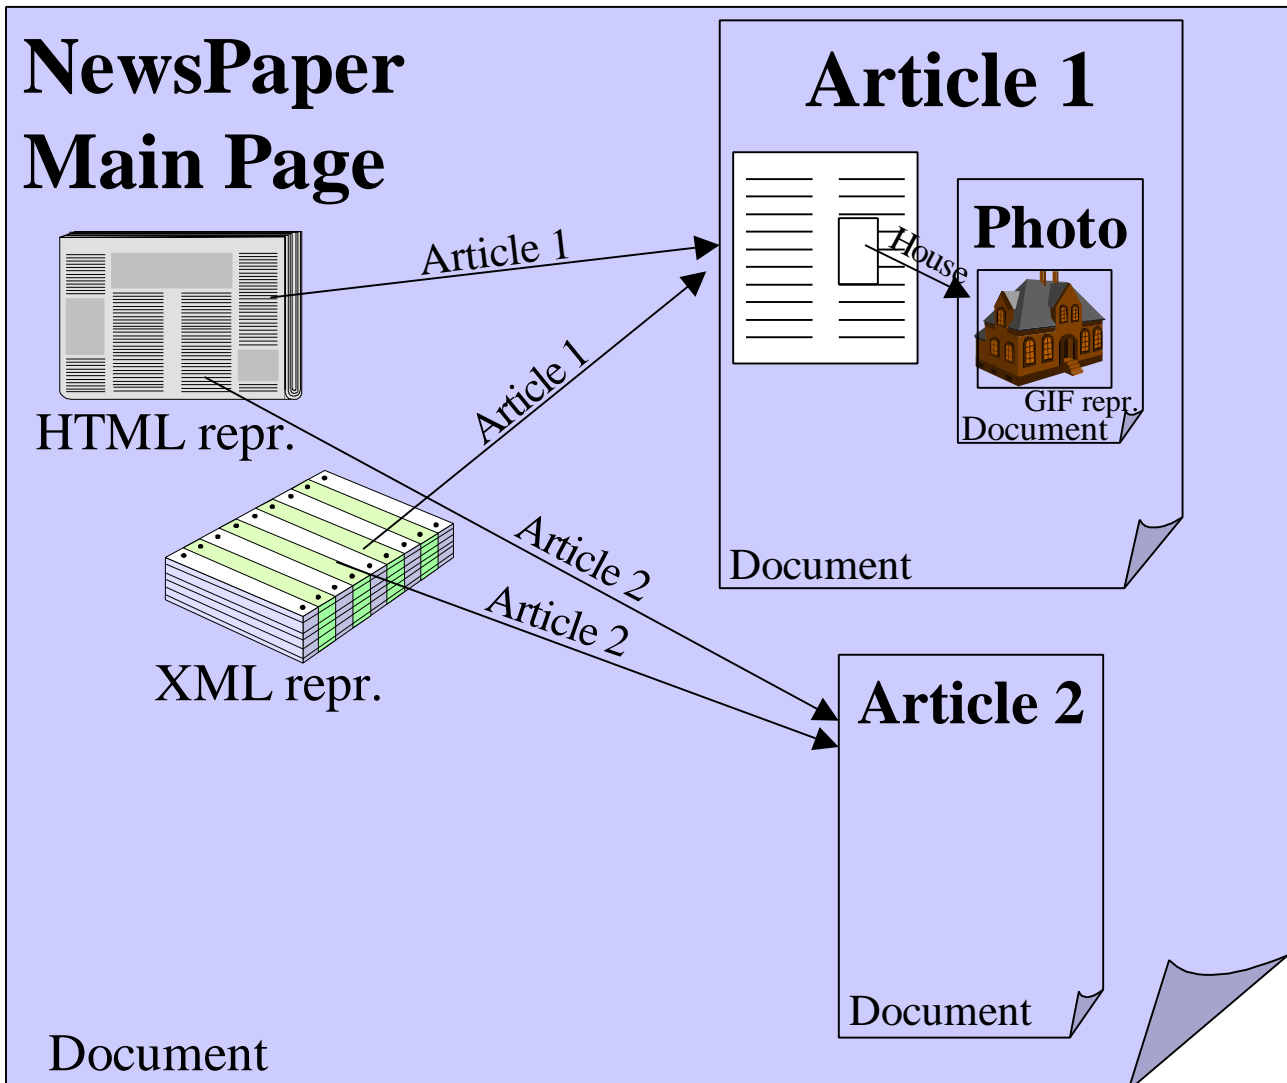 NewsPaper
Main Page
HTML repr.
XML repr.
Article 1
Article 1
Article 2
Article 2
Article 1
House
Photo
GIF repr.
Document
Document
Article 2
Document
Document